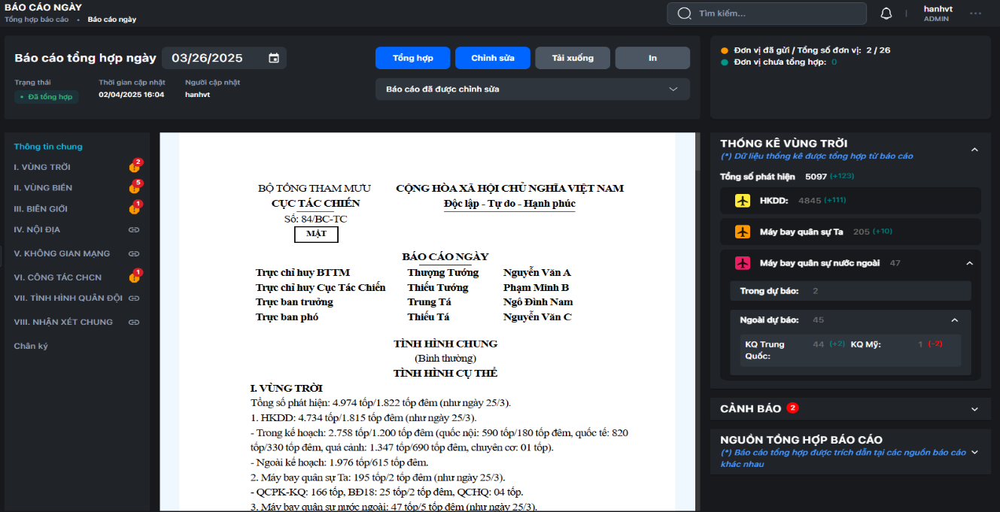 BÁO CÁO NGÀY
Tổng hợp báo cáo • Báo cáo ngày
Tìm kiếm...
hanhvt
ADMIN
Báo cáo tổng hợp ngày 03/26/2025
Trạng thái Thời gian cập nhật Người cập nhật
• Đã tổng hợp 02/04/2025 16:04 hanhvt
Tổng hợp Chỉnh sửa Tải xuống In
Báo cáo đã được chỉnh sửa
Đơn vị đã gửi / Tổng số đơn vị: 2 / 26
Đơn vị chưa tổng hợp: 0
Thông tin chung
I. VÙNG TRỜI 2
II. VÙNG BIỂN 5
III. BIÊN GIỚI 1
IV. NỘI ĐỊA
V. KHÔNG GIAN MẠNG
VI. CÔNG TÁC CHCN 1
VII. TÌNH HÌNH QUÂN ĐỘI
VIII. NHẬN XÉT CHUNG
Chân ký
BỘ TỔNG THAM MƯU CỘNG HÒA XÃ HỘI CHỦ NGHĨA VIỆT NAM
CỤC TÁC CHIẾN Độc lập - Tự do - Hạnh phúc
Số: 84/BC-TC
MẬT
BÁO CÁO NGÀY
Trực chỉ huy BTTM Thượng Tướng Nguyễn Văn A
Trực chỉ huy Cục Tác Chiến Thiếu Tướng Phạm Minh B
Trực ban trưởng Trung Tá Ngô Đình Nam
Trực ban phó Thiếu Tá Nguyễn Văn C
TÌNH HÌNH CHUNG
(Bình thường)
TÌNH HÌNH CỤ THỂ
I. VÙNG TRỜI
Tổng số phát hiện: 4.974 tốp/1.822 tốp đêm (như ngày 25/3).
1. HKDD: 4.734 tốp/1.815 tốp đêm (như ngày 25/3).
- Trong kế hoạch: 2.758 tốp/1.200 tốp đêm (quốc nội: 590 tốp/180 tốp đêm, quốc tế: 820
tốp/330 tốp đêm, quá cảnh: 1.347 tốp/690 tốp đêm, chuyên cơ: 01 tốp).
- Ngoài kế hoạch: 1.976 tốp/615 tốp đêm.
2. Máy bay quân sự Ta: 195 tốp/2 tốp đêm (như ngày 25/3).
- QCPK-KQ: 166 tốp, BĐ18: 25 tốp/2 tốp đêm, QCHQ: 04 tốp.
3. Máy bay quân sự nước ngoài: 47 tốp/5 tốp đêm (như ngày 25/3).
THỐNG KÊ VÙNG TRỜI
(*) Dữ liệu thống kê được tổng hợp từ báo cáo
Tổng số phát hiện 5097 (+123)
HKDD: 4845 (+111)
Máy bay quân sự Ta 205 (+10)
Máy bay quân sự nước ngoài 47
Trong dự báo: 2
Ngoài dự báo: 45
KQ Trung 44 (+2) KQ Mỹ: 1 (-2)
Quốc:
CẢNH BÁO 2
NGUỒN TỔNG HỢP BÁO CÁO
(*) Báo cáo tổng hợp được trích dẫn tại các nguồn báo cáo
khác nhau